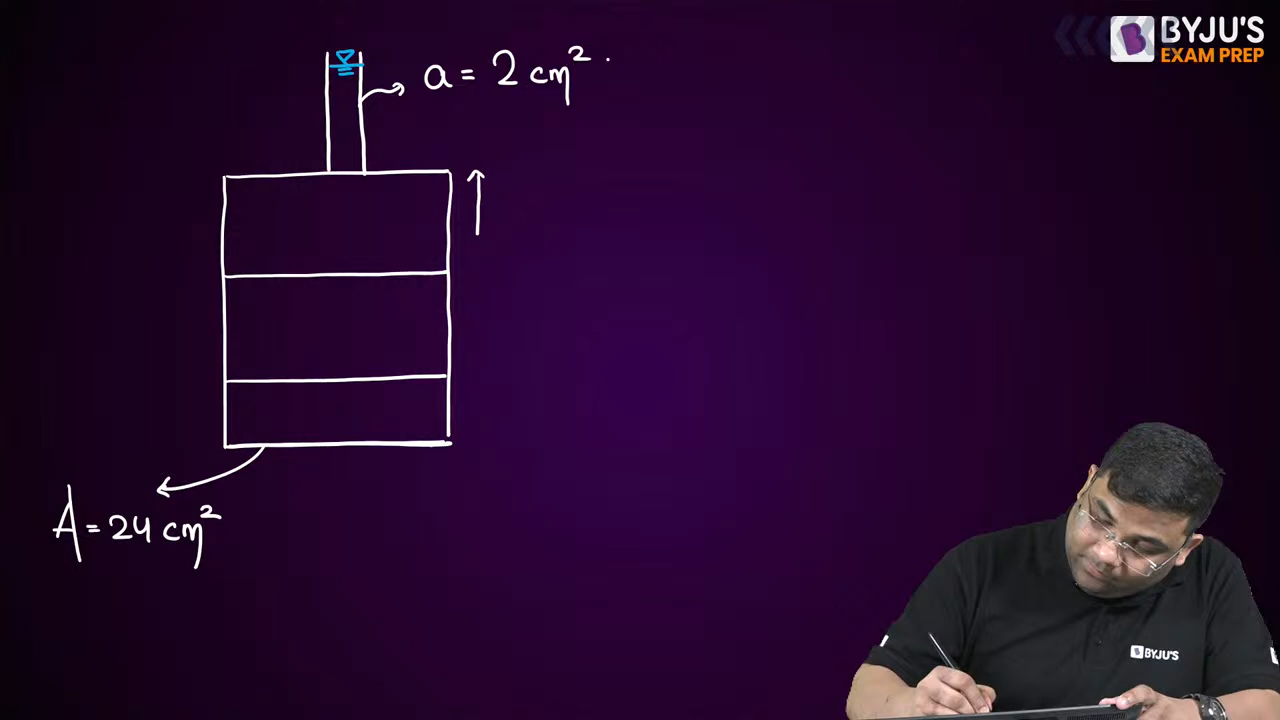 BYJU'S
EXAM PREP
a = 2 cm²
A = 24 cm²
BYJU'S